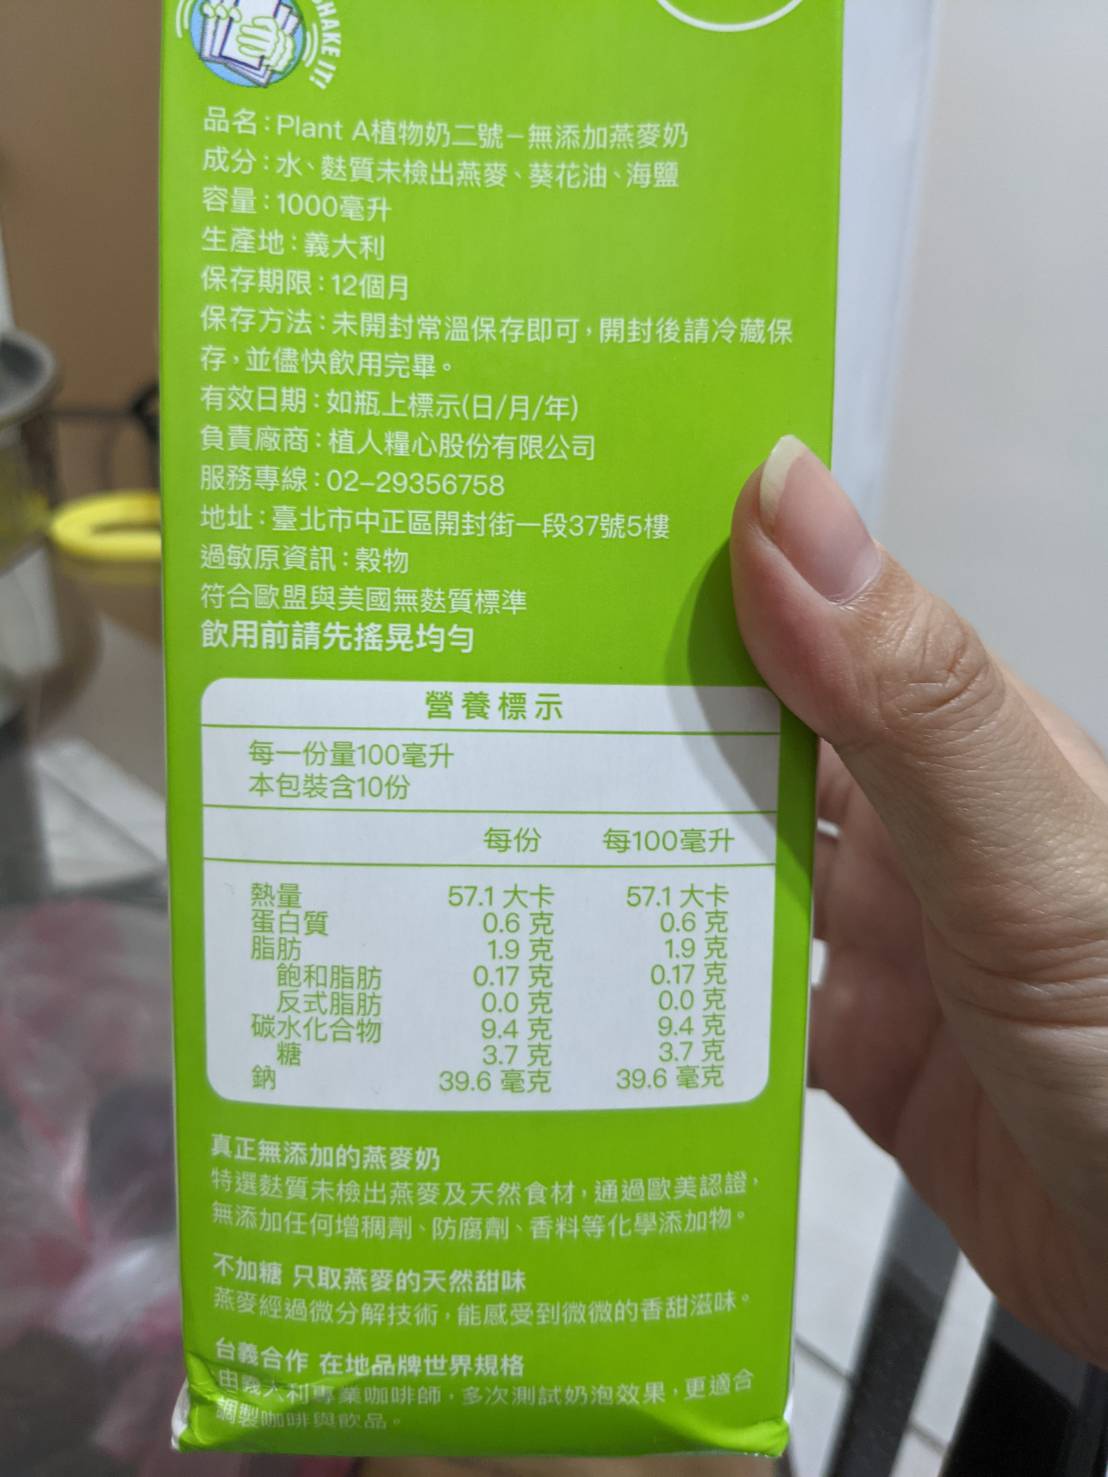 SHAKE IT!
品名：Plant A植物奶二號－無添加燕麥奶
成分：水、麩質未檢出燕麥、葵花油、海鹽
容量：1000毫升
生產地：義大利
保存期限：12個月
保存方法：未開封常溫保存即可，開封後請冷藏保
存，並儘快飲用完畢。
有效日期：如瓶上標示(日/月/年)
負責廠商：植人糧心股份有限公司
服務專線：02-29356758
地址：臺北市中正區開封街一段37號5樓
過敏原資訊：穀物
符合歐盟與美國無麩質標準
飲用前請先搖晃均勻
營養標示
每一份量100毫升
本包裝含10份
每份 每100毫升
熱量 57.1 大卡 57.1 大卡
蛋白質 0.6 克 0.6 克
脂肪 1.9 克 1.9 克
飽和脂肪 0.17 克 0.17 克
反式脂肪 0.0 克 0.0 克
碳水化合物 9.4 克 9.4 克
糖 3.7 克 3.7 克
鈉 39.6 毫克 39.6 毫克
真正無添加的燕麥奶
特選麩質未檢出燕麥及天然食材，通過歐美認證，
無添加任何增稠劑、防腐劑、香料等化學添加物。
不加糖 只取燕麥的天然甜味
燕麥經過微分解技術，能感受到微微的香甜滋味。
台義合作 在地品牌世界規格
由義大利專業咖啡師，多次測試奶泡效果，更適合
調製咖啡與飲品。